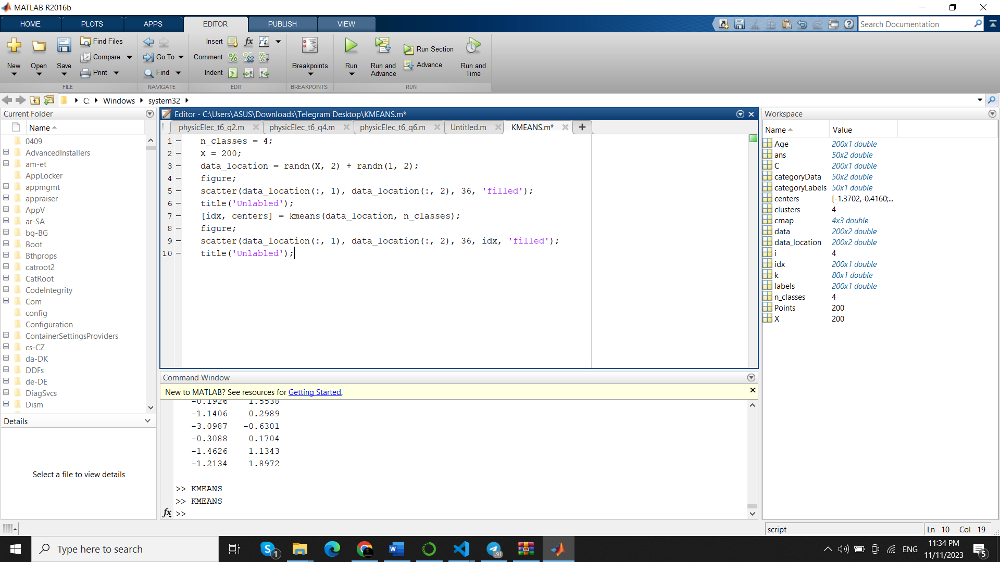 MATLAB R2016b
HOME PLOTS APPS EDITOR PUBLISH VIEW
Search Documentation
New Open Save
Find Files
Compare
Print
FILE
Go To
Find
NAVIGATE
Insert
Comment
Indent
EDIT
Breakpoints
BREAKPOINTS
Run
Run and Advance
Run Section
Advance
Run and Time
RUN
C: Windows system32
Current Folder
Name
0409
AdvancedInstallers
am-et
AppLocker
appmgmt
appraiser
AppV
ar-SA
bg-BG
Boot
Bthprops
catroot2
CatRoot
CodeIntegrity
Com
config
Configuration
ContainerSettingsProviders
cs-CZ
da-DK
DDFs
de-DE
DiagSvcs
Dism
Details
Select a file to view details
Editor - C:\Users\ASUS\Downloads\Telegram Desktop\KMEANS.m*
physicElec_t6_q2.m physicElec_t6_q4.m physicElec_t6_q6.m Untitled.m KMEANS.m*
1 n_classes = 4;
2 X = 200;
3 data_location = randn(X, 2) + randn(1, 2);
4 figure;
5 scatter(data_location(:, 1), data_location(:, 2), 36, 'filled');
6 title('Unlabled');
7 [idx, centers] = kmeans(data_location, n_classes);
8 figure;
9 scatter(data_location(:, 1), data_location(:, 2), 36, idx, 'filled');
10 title('Unlabled');
Command Window
New to MATLAB? See resources for Getting Started.
-0.1926 1.5538
-1.1406 0.2989
-3.0987 -0.6301
-0.3088 0.1704
-1.4626 1.1343
-1.2134 1.8972
>> KMEANS
>> KMEANS
fx >>
Workspace
Name Value
Age 200x1 double
ans 50x2 double
C 200x1 double
categoryData 50x2 double
categoryLabels 50x1 double
centers [-1.3702,-0.4160;...
clusters 4
cmap 4x3 double
data 200x2 double
data_location 200x2 double
i 4
idx 200x1 double
k 80x1 double
labels 200x1 double
n_classes 4
Points 200
X 200
script Ln 10 Col 19
Type here to search
1
91
ENG
11:34 PM
11/11/2023
5